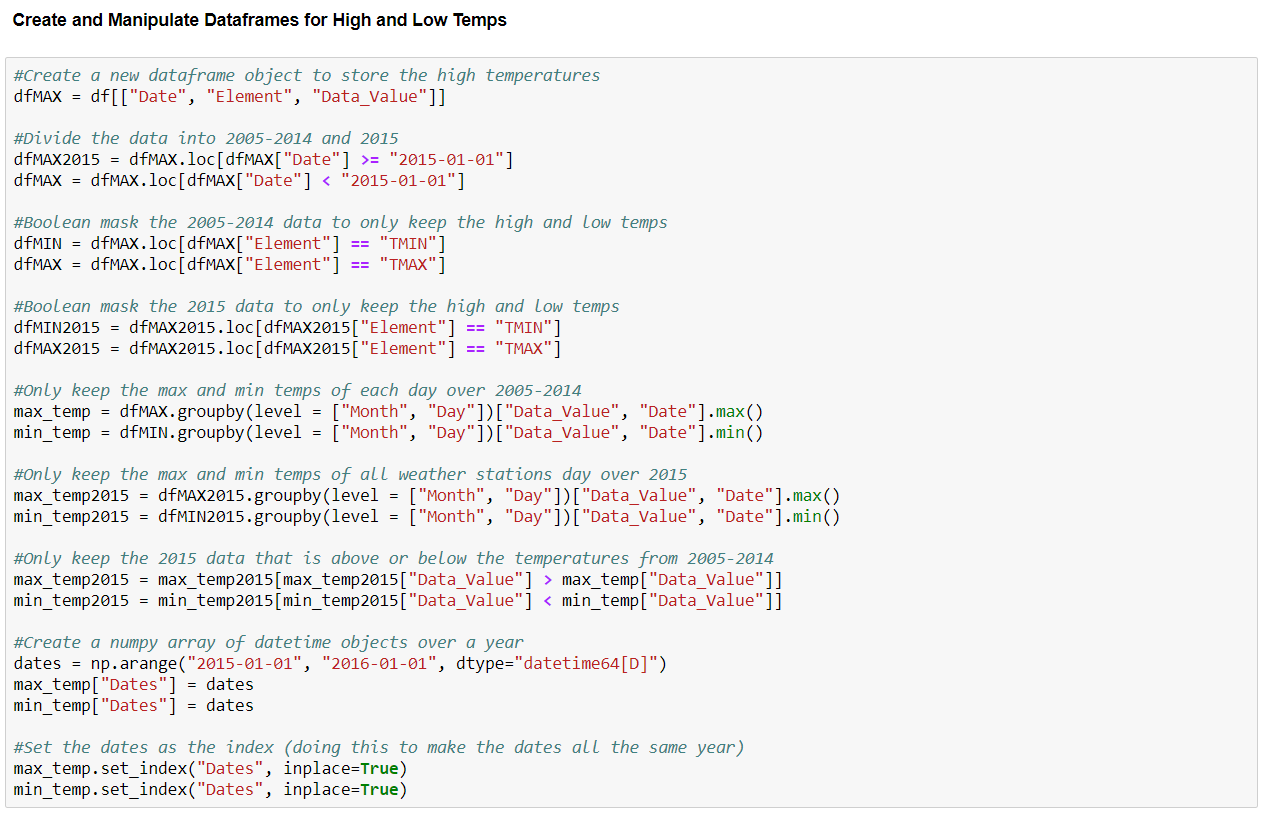 Create and Manipulate Dataframes for High and Low Temps
#Create a new dataframe object to store the high temperatures
dfMAX = df[["Date", "Element", "Data_Value"]]
#Divide the data into 2005-2014 and 2015
dfMAX2015 = dfMAX.loc[dfMAX["Date"] >= "2015-01-01"]
dfMAX = dfMAX.loc[dfMAX["Date"] < "2015-01-01"]
#Boolean mask the 2005-2014 data to only keep the high and low temps
dfMIN = dfMAX.loc[dfMAX["Element"] == "TMIN"]
dfMAX = dfMAX.loc[dfMAX["Element"] == "TMAX"]
#Boolean mask the 2015 data to only keep the high and low temps
dfMIN2015 = dfMAX2015.loc[dfMAX2015["Element"] == "TMIN"]
dfMAX2015 = dfMAX2015.loc[dfMAX2015["Element"] == "TMAX"]
#Only keep the max and min temps of each day over 2005-2014
max_temp = dfMAX.groupby(level = ["Month", "Day"])["Data_Value", "Date"].max()
min_temp = dfMIN.groupby(level = ["Month", "Day"])["Data_Value", "Date"].min()
#Only keep the max and min temps of all weather stations day over 2015
max_temp2015 = dfMAX2015.groupby(level = ["Month", "Day"])["Data_Value", "Date"].max()
min_temp2015 = dfMIN2015.groupby(level = ["Month", "Day"])["Data_Value", "Date"].min()
#Only keep the 2015 data that is above or below the temperatures from 2005-2014
max_temp2015 = max_temp2015[max_temp2015["Data_Value"] > max_temp["Data_Value"]]
min_temp2015 = min_temp2015[min_temp2015["Data_Value"] < min_temp["Data_Value"]]
#Create a numpy array of datetime objects over a year
dates = np.arange("2015-01-01", "2016-01-01", dtype="datetime64[D]")
max_temp["Dates"] = dates
min_temp["Dates"] = dates
#Set the dates as the index (doing this to make the dates all the same year)
max_temp.set_index("Dates", inplace=True)
min_temp.set_index("Dates", inplace=True)